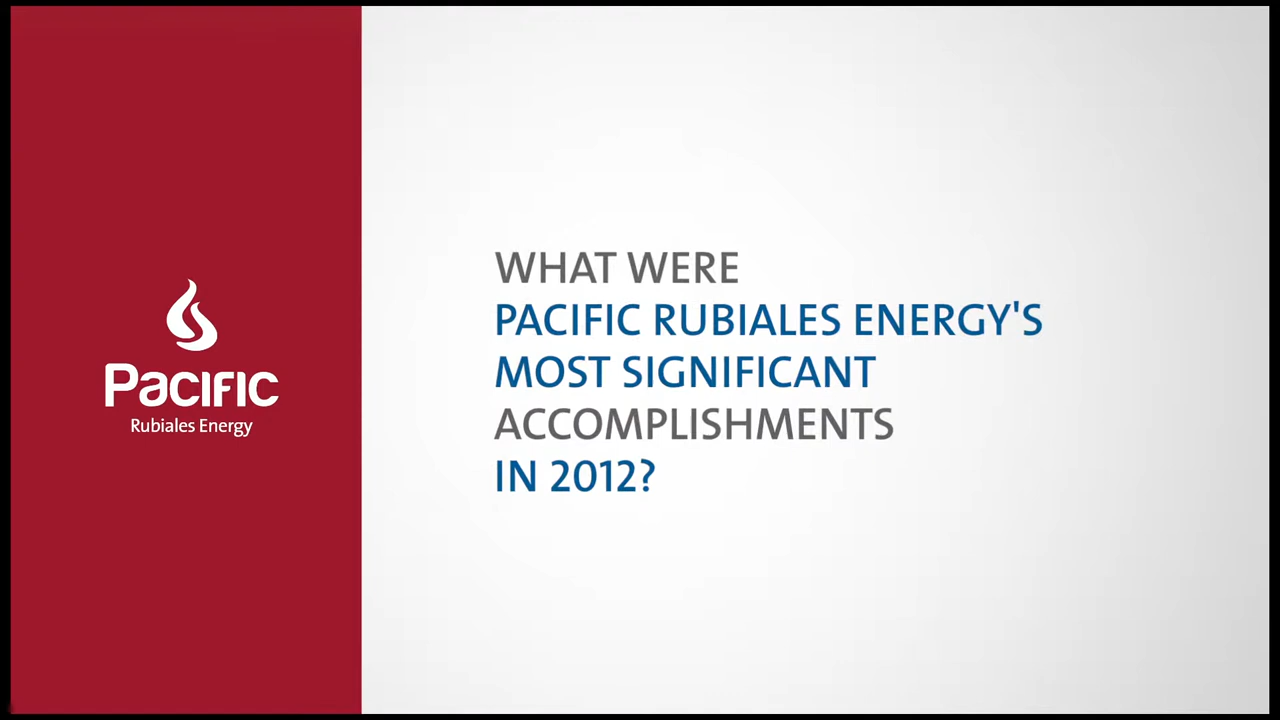 Pacific
Rubiales Energy
WHAT WERE
PACIFIC RUBIALES ENERGY'S
MOST SIGNIFICANT
ACCOMPLISHMENTS
IN 2012?